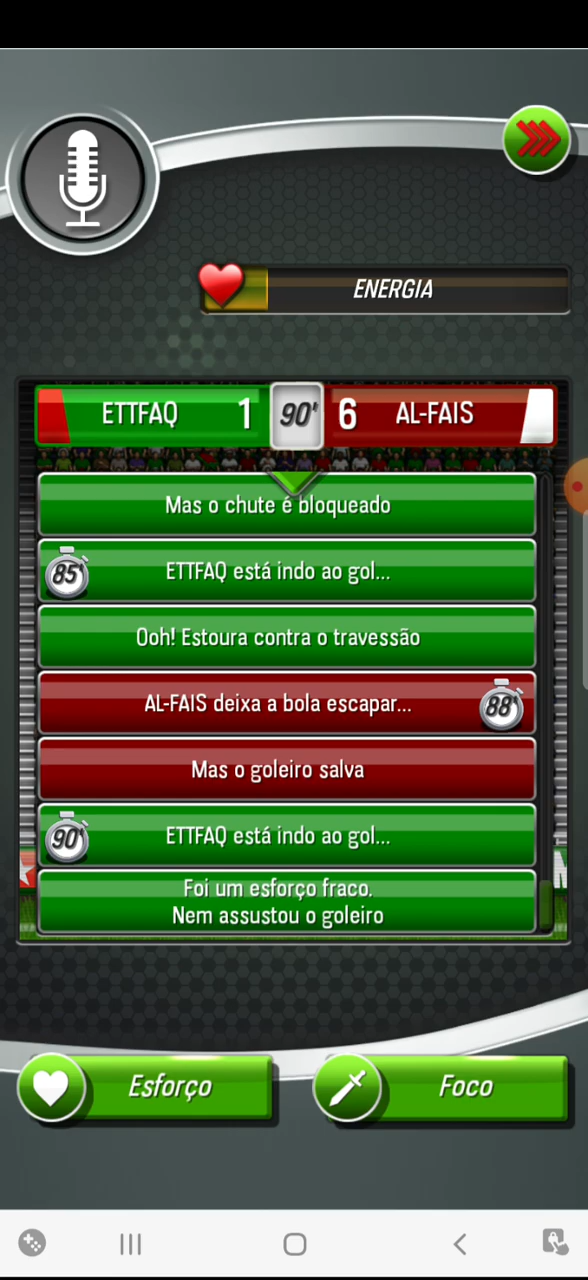 ENERGIA
ETTFAQ 1 90' 6 AL-FAIS
Mas o chute é bloqueado
85' ETTFAQ está indo ao gol...
Ooh! Estoura contra o travessão
AL-FAIS deixa a bola escapar... 88'
Mas o goleiro salva
90' ETTFAQ está indo ao gol...
Foi um esforço fraco.
Nem assustou o goleiro
Esforço Foco